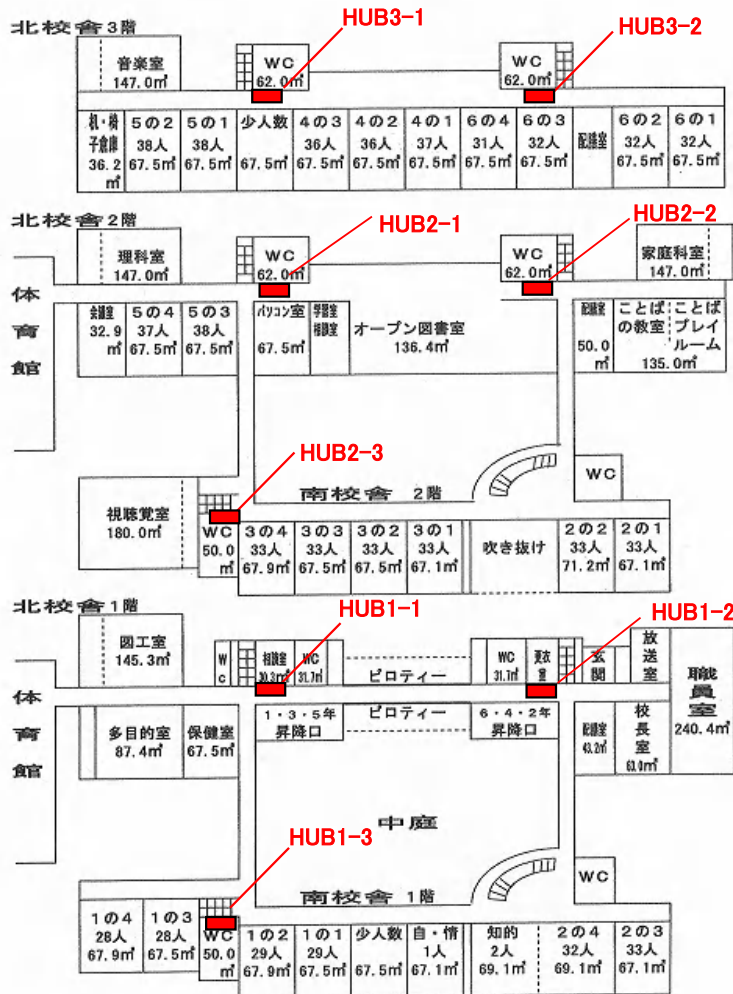 北校舎3階
HUB3-1
HUB3-2
音楽室
147.0㎡
WC
62.0㎡
WC
62.0㎡
机・椅子倉庫
36.2㎡
5の2
38人
67.5㎡
5の1
38人
67.5㎡
少人数
67.5㎡
4の3
36人
67.5㎡
4の2
36人
67.5㎡
4の1
37人
67.5㎡
6の4
31人
67.5㎡
6の3
32人
67.5㎡
配膳室
6の2
32人
67.5㎡
6の1
32人
67.5㎡
北校舎2階
HUB2-1
HUB2-2
理科室
147.0㎡
WC
62.0㎡
WC
62.0㎡
家庭科室
147.0㎡
体育館
会議室
32.9㎡
5の4
37人
67.5㎡
5の3
38人
67.5㎡
パソコン室
67.5㎡
学習室
相談室
オープン図書室
136.4㎡
配膳室
50.0㎡
ことばの教室
ことばプレイルーム
135.0㎡
HUB2-3
南校舎 2階
WC
視聴覚室
180.0㎡
WC
50.0㎡
3の4
33人
67.9㎡
3の3
33人
67.5㎡
3の2
33人
67.5㎡
3の1
33人
67.1㎡
吹き抜け
2の2
33人
71.2㎡
2の1
33人
67.1㎡
北校舎1階
HUB1-1
HUB1-2
図工室
145.3㎡
WC
相談室
30.3㎡
WC
31.7㎡
ピロティー
WC
31.7㎡
更衣室
玄関
放送室
職員室
240.4㎡
体育館
多目的室
87.4㎡
保健室
67.5㎡
1・3・5年
昇降口
ピロティー
6・4・2年
昇降口
配膳室
43.2㎡
校長室
63.0㎡
中庭
HUB1-3
南校舎 1階
WC
1の4
28人
67.9㎡
1の3
28人
67.5㎡
WC
50.0㎡
1の2
29人
67.9㎡
1の1
29人
67.5㎡
少人数
67.5㎡
自・情
1人
67.1㎡
知的
2人
69.1㎡
2の4
32人
69.1㎡
2の3
33人
67.1㎡